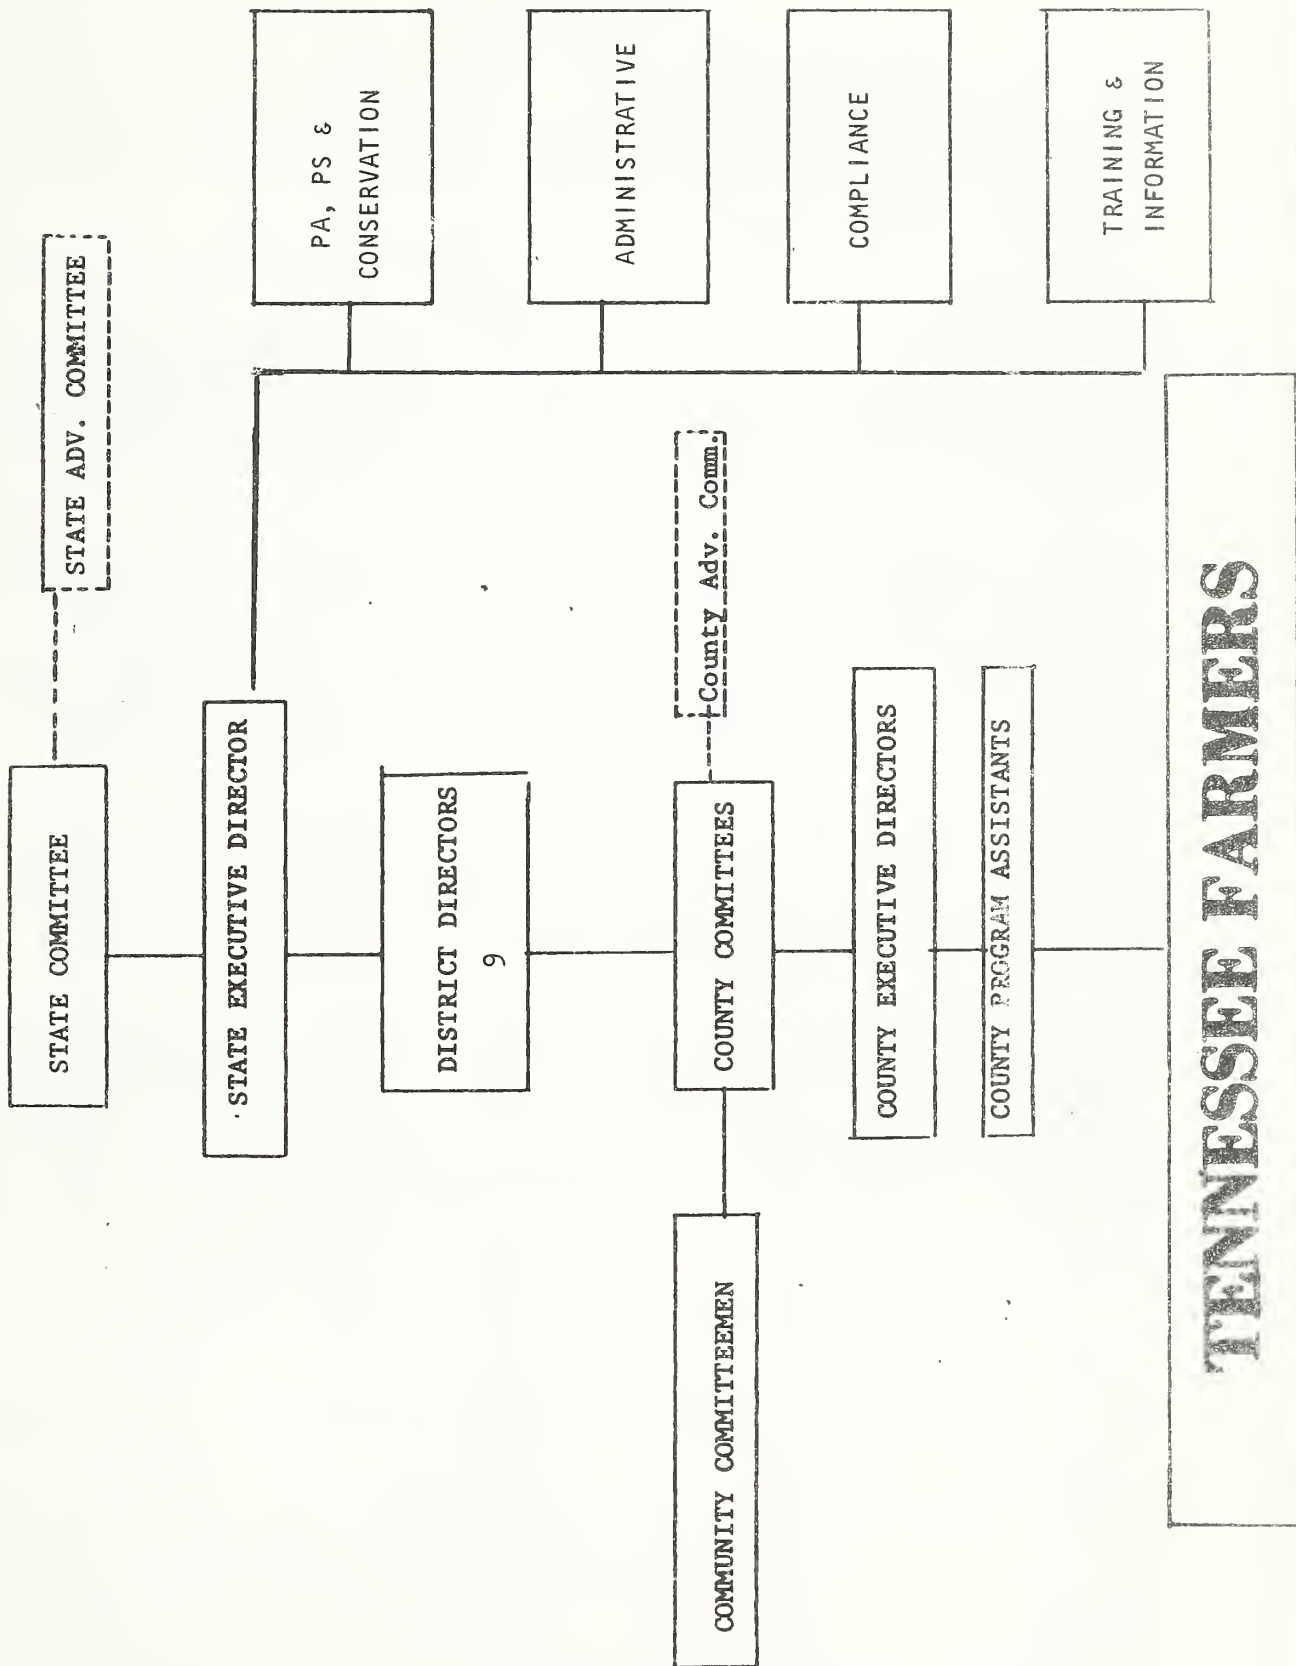 STATE COMMITTEE
STATE ADV. COMMITTEE
STATE EXECUTIVE DIRECTOR
DISTRICT DIRECTORS
6
PA, PS &
CONSERVATION
ADMINISTRATIVE
COMPLIANCE
TRAINING &
INFORMATION
COMMUNITY COMMITTEEMEN
COUNTY COMMITTEES
County Adv. Comm.
COUNTY EXECUTIVE DIRECTORS
COUNTY PROGRAM ASSISTANTS
TENNESSEE FARMERS